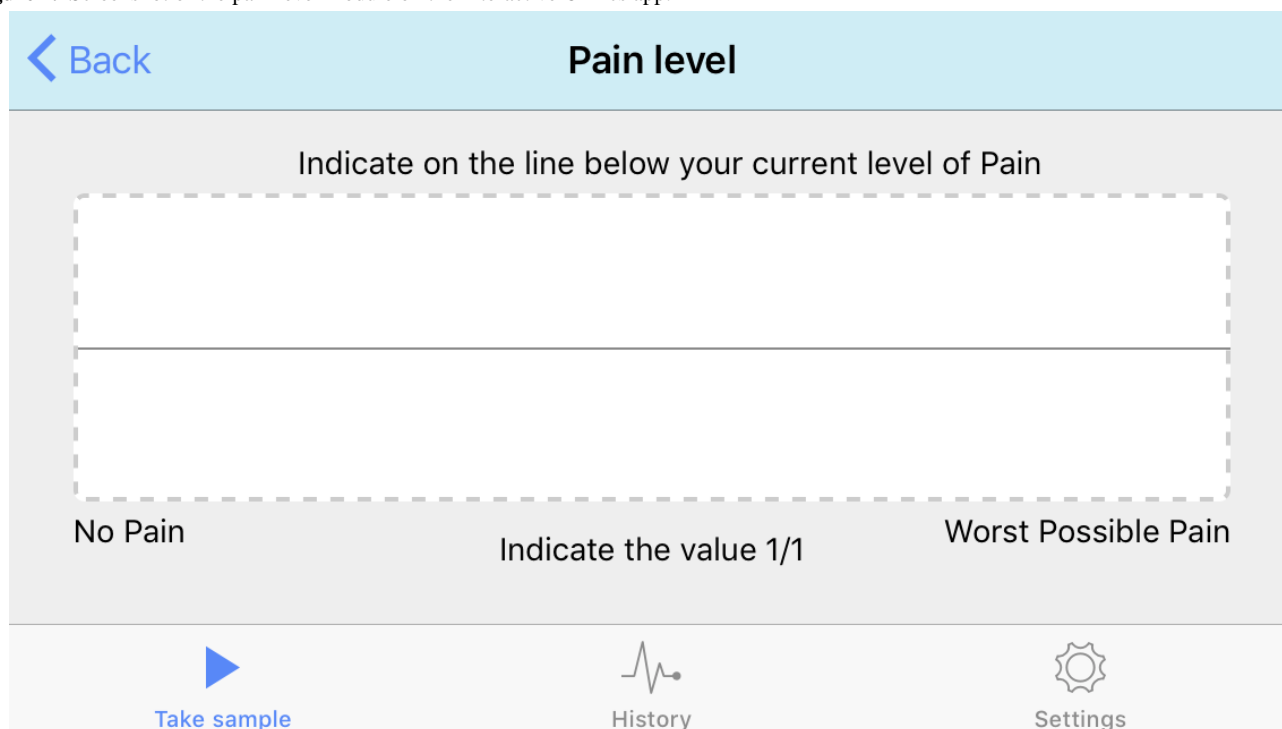 Back
Pain level
Indicate on the line below your current level of Pain
No Pain
Worst Possible Pain
Indicate the value 1/1
Take sample
History
Settings